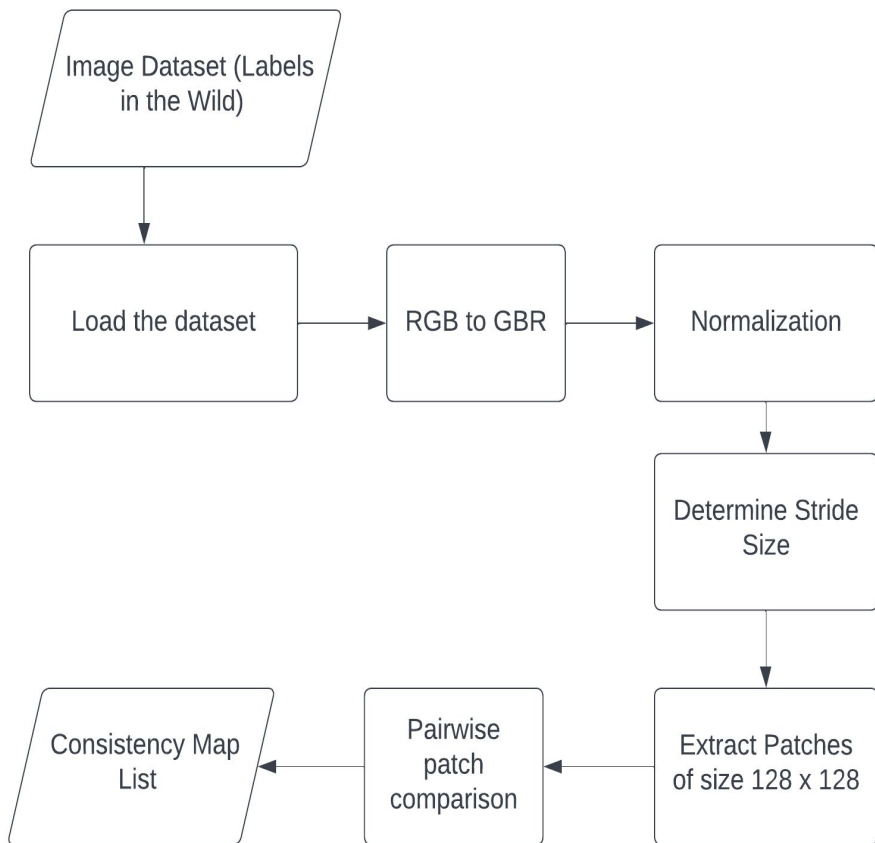 Image Dataset (Labels
in the Wild)
Load the dataset
RGB to GBR
Normalization
Determine Stride
Size
Extract Patches
of size 128 x 128
Pairwise
patch
comparison
Consistency Map
List